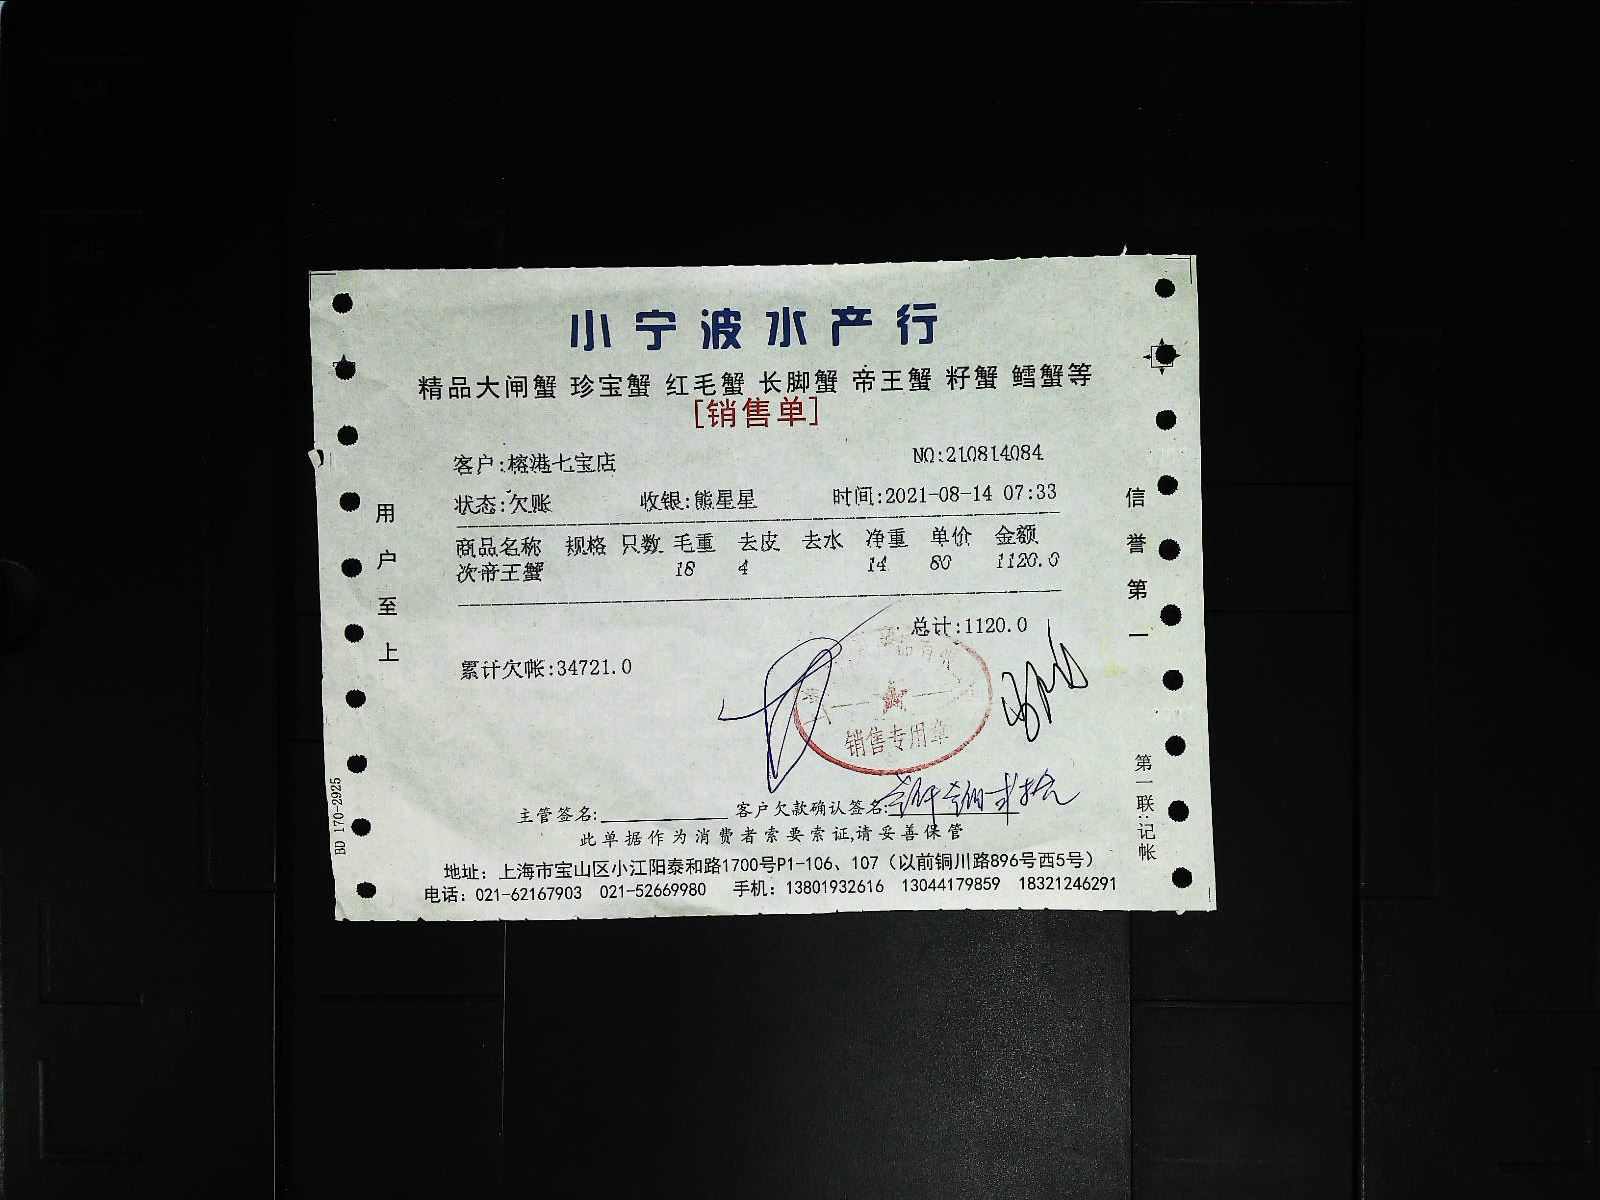 小宁波水产行
精品大闸蟹 珍宝蟹 红毛蟹 长脚蟹 帝王蟹 籽蟹 鳕蟹等
[销售单]
客户:榕港七宝店 NO:210814084
状态:欠账 收银:熊星星 时间:2021-08-14 07:33
商品名称 规格 只数 毛重 去皮 去水 净重 单价 金额
次帝王蟹 18 4 14 80 1120.0
总计:1120.0
累计欠帐:34721.0
销售专用章
主管签名: 客户欠款确认签名:
此单据作为消费者索要索证,请妥善保管
地址：上海市宝山区小江阳泰和路1700号P1-106、107（以前铜川路896号西5号）
电话：021-62167903 021-52669980 手机：13801932616 13044179859 18321246291
用户至上
信誉第一
第一联:记帐
BD 170-2925